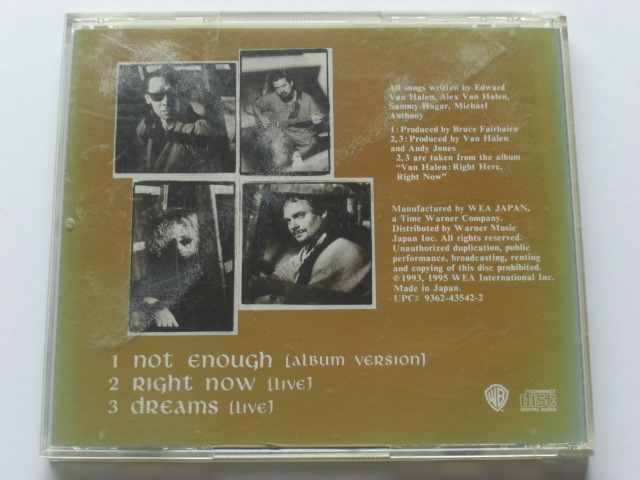 All songs written by Edward
Van Halen, Alex Van Halen,
Sammy Hagar, Michael
Anthony
1 : Produced by Bruce Fairbairn
2, 3 : Produced by Van Halen
and Andy Jones
2, 3 are taken from the album
"Van Halen : Right Here,
Right Now"
Manufactured by WEA JAPAN,
a Time Warner Company.
Distributed by Warner Music
Japan Inc. All rights reserved.
Unauthorized duplication, public
performance, broadcasting, renting
and copying of this disc prohibited.
℗ 1993, 1995 WEA International Inc.
Made in Japan.
UPC# 9362-43542-2
1 Not Enough [Album Version]
2 Right Now [Live]
3 Dreams [Live]
WB
COMPACT
disc
DIGITAL AUDIO